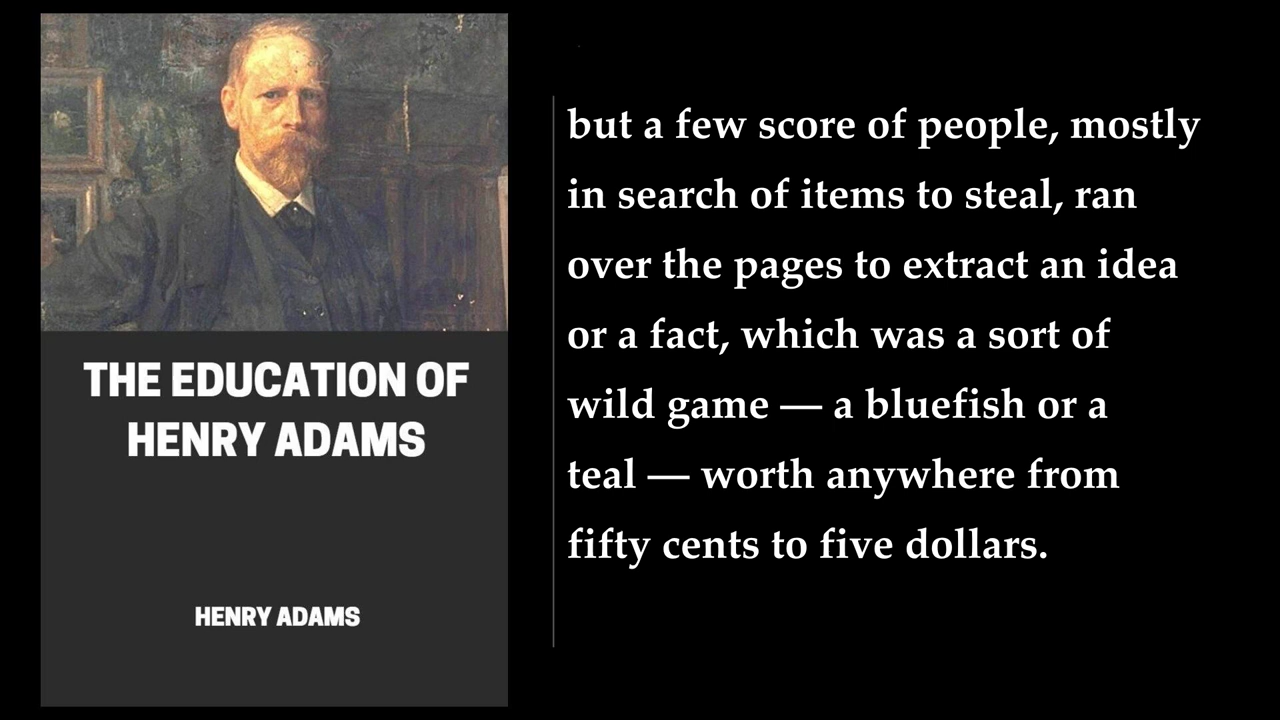 THE EDUCATION OF
HENRY ADAMS
HENRY ADAMS
but a few score of people, mostly
in search of items to steal, ran
over the pages to extract an idea
or a fact, which was a sort of
wild game — a bluefish or a
teal — worth anywhere from
fifty cents to five dollars.